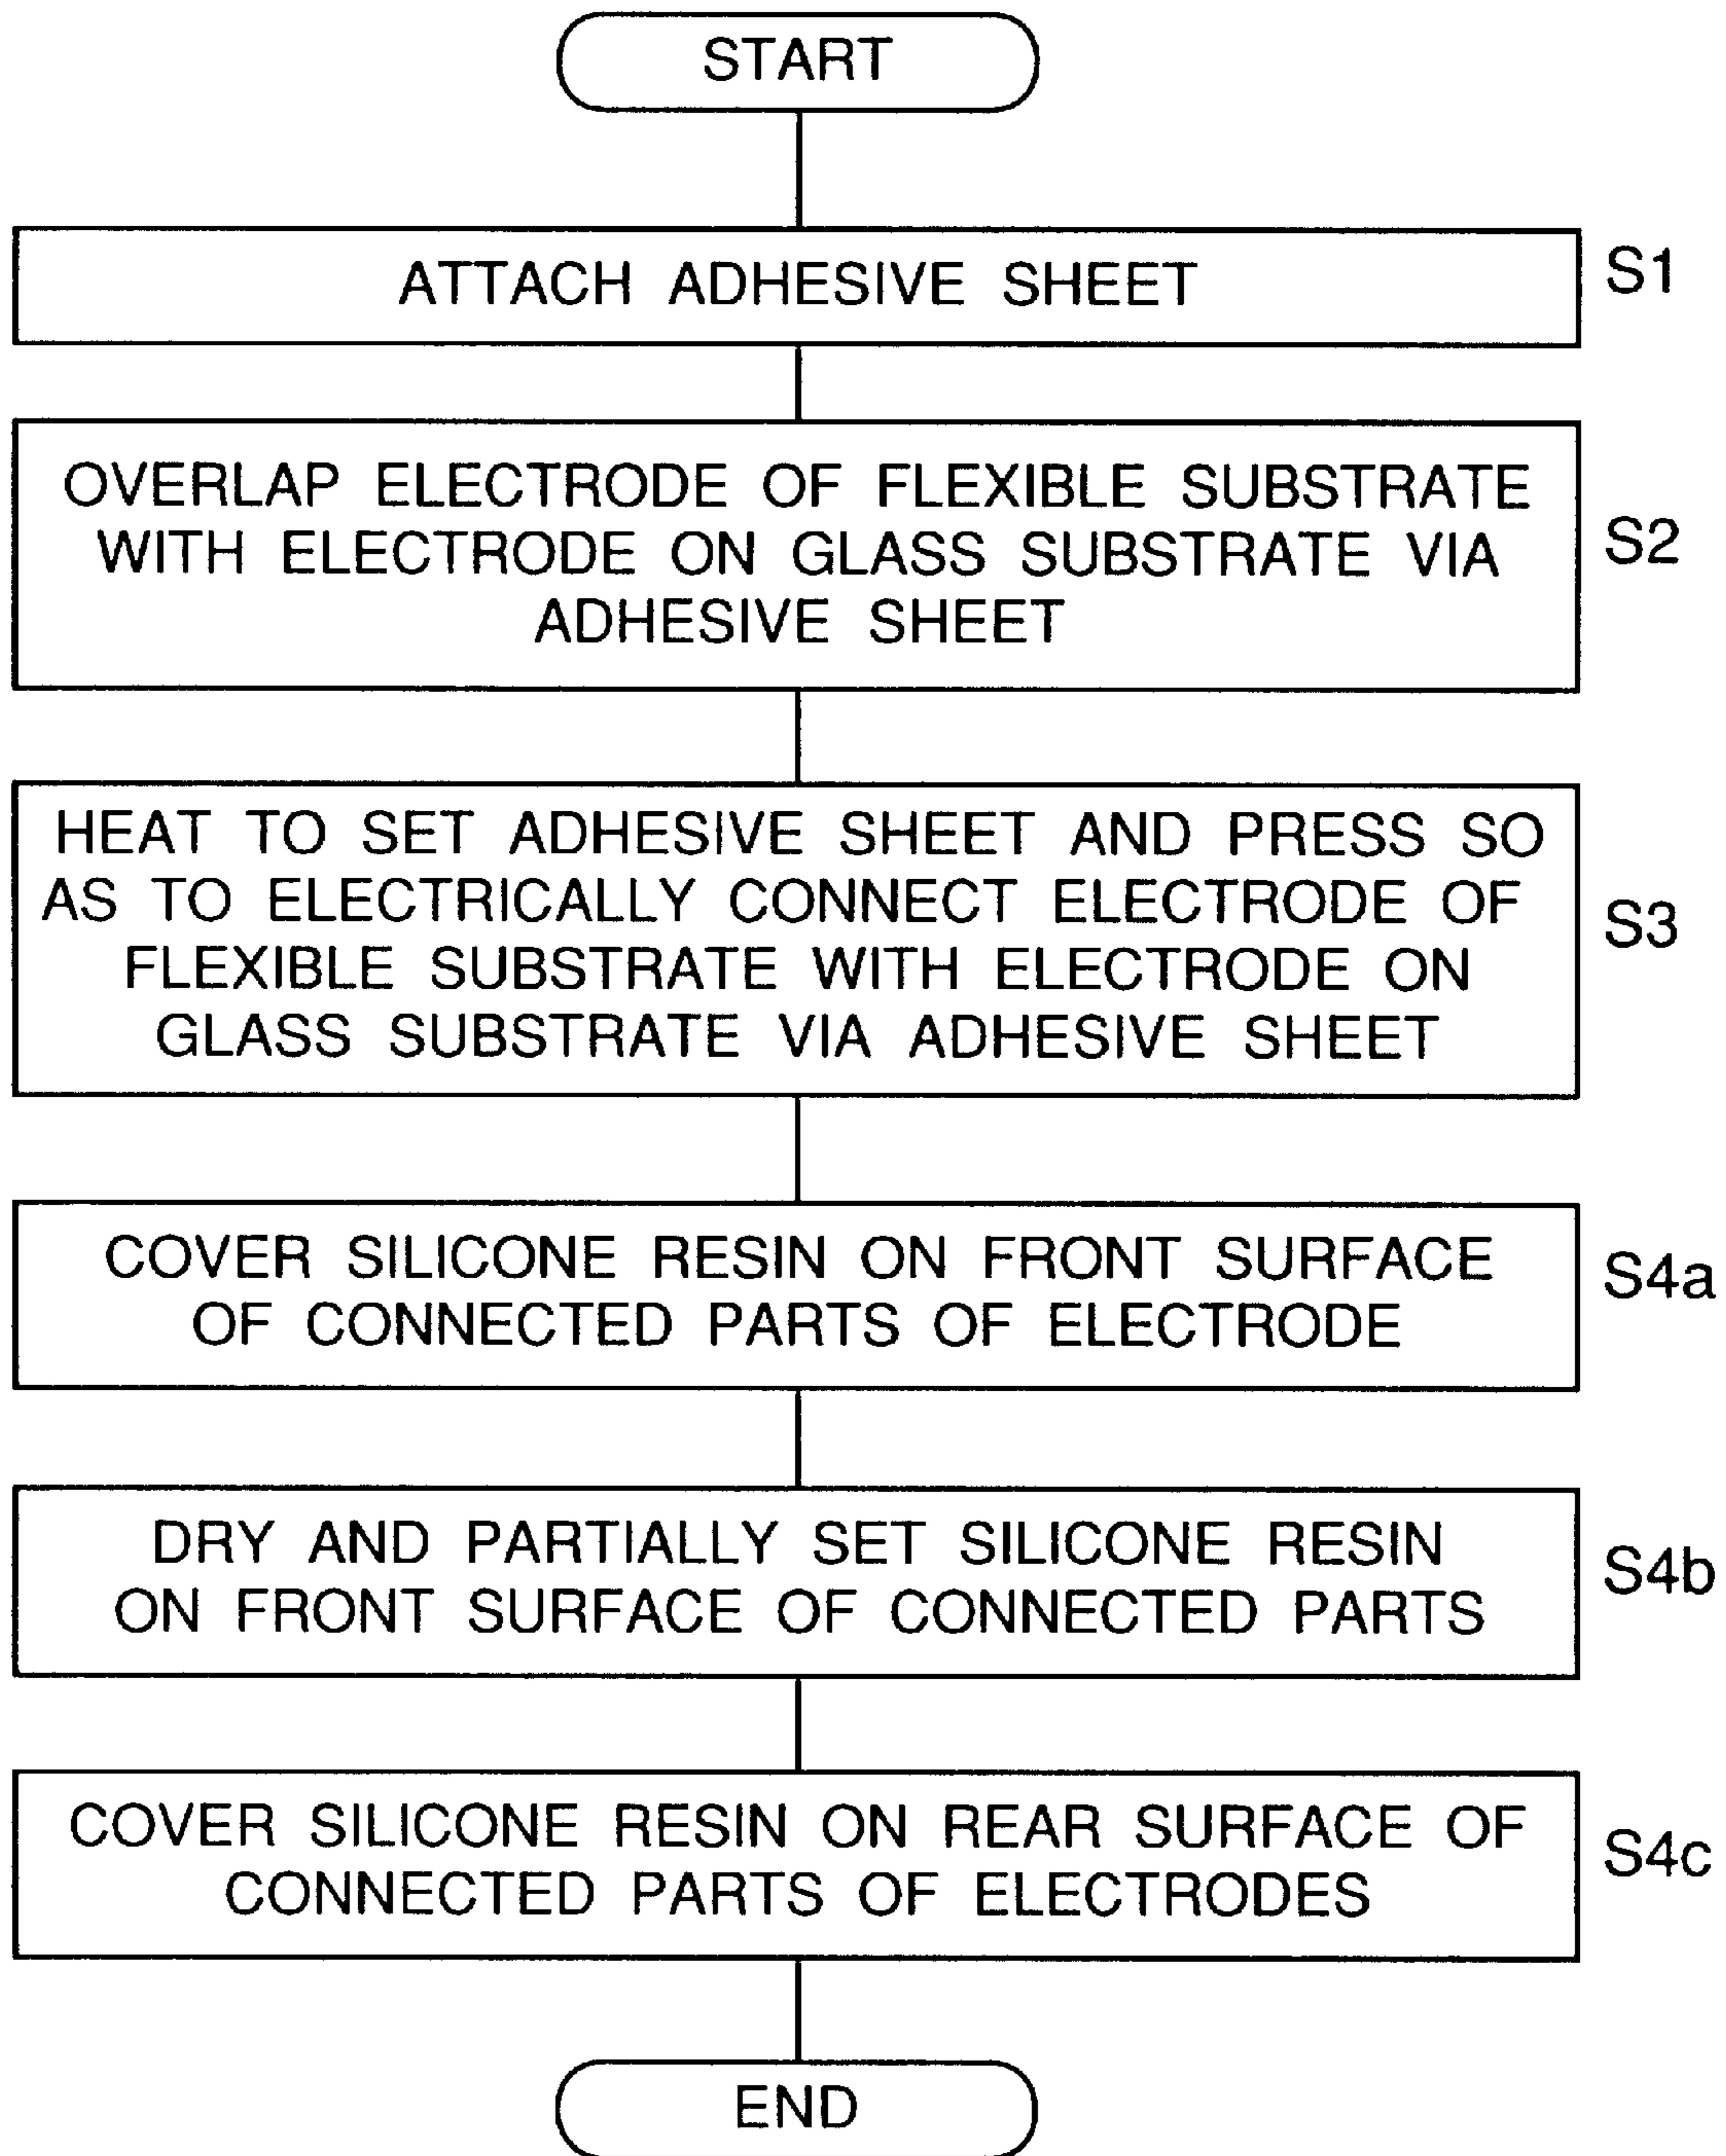 START
ATTACH ADHESIVE SHEET
S1
OVERLAP ELECTRODE OF FLEXIBLE SUBSTRATE
WITH ELECTRODE ON GLASS SUBSTRATE VIA
ADHESIVE SHEET
S2
HEAT TO SET ADHESIVE SHEET AND PRESS SO
AS TO ELECTRICALLY CONNECT ELECTRODE OF
FLEXIBLE SUBSTRATE WITH ELECTRODE ON
GLASS SUBSTRATE VIA ADHESIVE SHEET
S3
COVER SILICONE RESIN ON FRONT SURFACE
OF CONNECTED PARTS OF ELECTRODE
S4a
DRY AND PARTIALLY SET SILICONE RESIN
ON FRONT SURFACE OF CONNECTED PARTS
S4b
COVER SILICONE RESIN ON REAR SURFACE OF
CONNECTED PARTS OF ELECTRODES
S4c
END